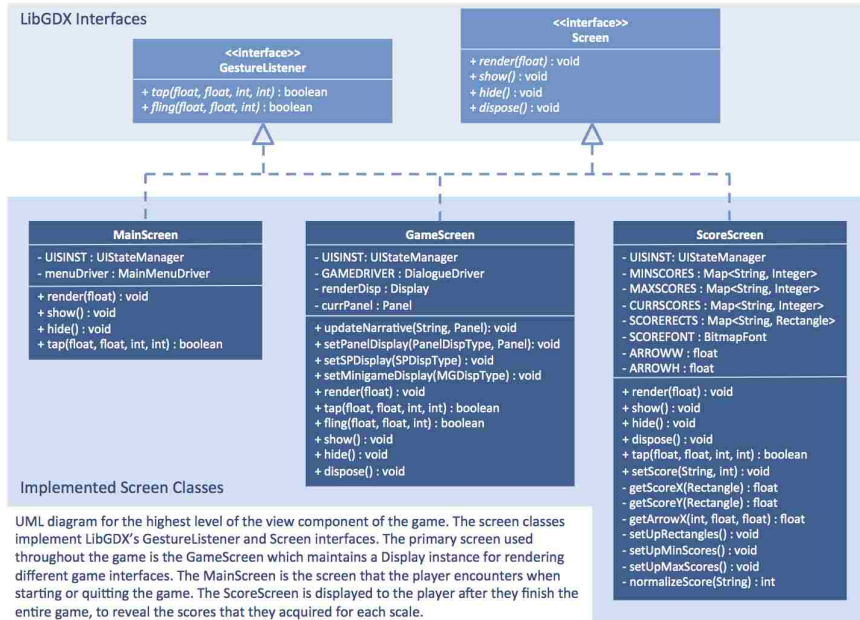 LibGDX Interfaces
<<interface>>
GestureListener
+ tap(float, float, int, int) : boolean
+ fling(float, float, int) : boolean
<<interface>>
Screen
+ render(float) : void
+ show() : void
+ hide() : void
+ dispose() : void
MainScreen
- UISINST : UIStateManager
- menuDriver : MainMenuDriver
+ render(float) : void
+ show() : void
+ hide() : void
+ tap(float, float, int, int) : boolean
GameScreen
- UISINST: UIStateManager
- GAMEDRIVER : DialogueDriver
- renderDisp : Display
- currPanel : Panel
+ updateNarrative(String, Panel): void
+ setPanelDisplay(PanelDispType, Panel): void
+ setSPDisplay(SPDispType) : void
+ setMinigameDisplay(MGDispType) : void
+ render(float) : void
+ tap(float, float, int, int) : boolean
+ fling(float, float, int) : boolean
+ show() : void
+ hide() : void
+ dispose() : void
ScoreScreen
- UISINST: UIStateManager
- MINSCORES : Map<String, Integer>
- MAXSCORES : Map<String, Integer>
- CURRSCORES : Map<String, Integer>
- SCORERECTS : Map<String, Rectangle>
- SCOREFONT : BitmapFont
- ARROWW : float
- ARROWH : float
+ render(float) : void
+ show() : void
+ hide() : void
+ dispose() : void
+ tap(float, float, int, int) : boolean
+ setScore(String, int) : void
- getScoreX(Rectangle) : float
- getScoreY(Rectangle) : float
- getArrowX(int, float, float) : float
- setUpRectangles() : void
- setUpMinScores() : void
- setUpMaxScores() : void
- normalizeScore(String) : int
Implemented Screen Classes
UML diagram for the highest level of the view component of the game. The screen classes
implement LibGDX's GestureListener and Screen interfaces. The primary screen used
throughout the game is the GameScreen which maintains a Display instance for rendering
different game interfaces. The MainScreen is the screen that the player encounters when
starting or quitting the game. The ScoreScreen is displayed to the player after they finish the
entire game, to reveal the scores that they acquired for each scale.